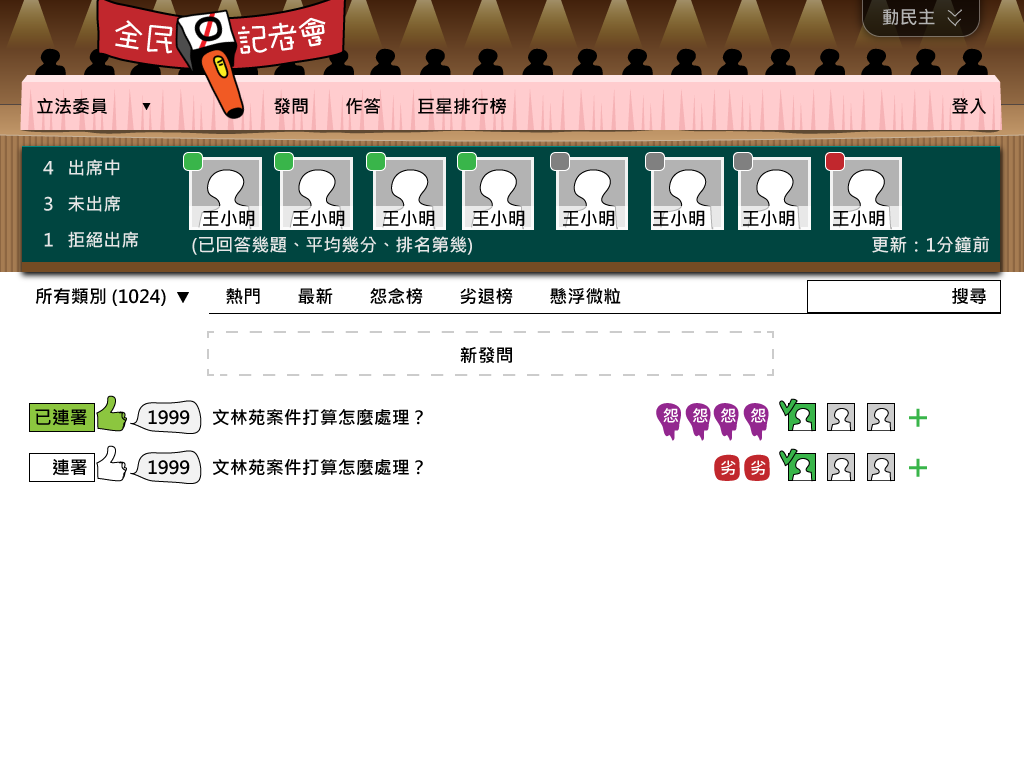 全民記者會
動民主
立法委員 ▼ 發問 作答 巨星排行榜 登入
4 出席中
3 未出席
1 拒絕出席
王小明 王小明 王小明 王小明 王小明 王小明 王小明 王小明
(已回答幾題、平均幾分、排名第幾) 更新：1分鐘前
所有類別 (1024) ▼ 熱門 最新 怨念榜 劣退榜 懸浮微粒 搜尋
新發問
已連署 1999 文林苑案件打算怎麼處理？ 怨 怨 怨 怨 +
連署 1999 文林苑案件打算怎麼處理？ 劣 劣 +